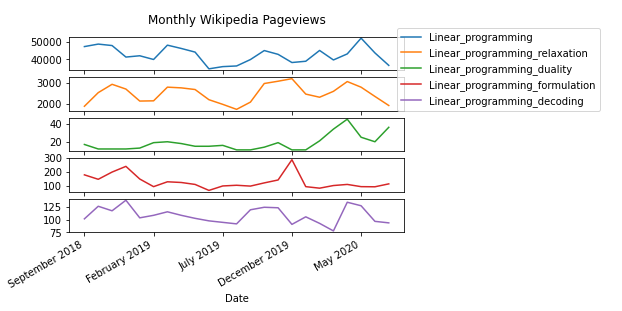 Monthly Wikipedia Pageviews
50000
40000
Linear_programming
Linear_programming_relaxation
Linear_programming_duality
Linear_programming_formulation
Linear_programming_decoding
3000
2000
40
20
300
200
100
125
100
75
September 2018
February 2019
July 2019
December 2019
May 2020
Date